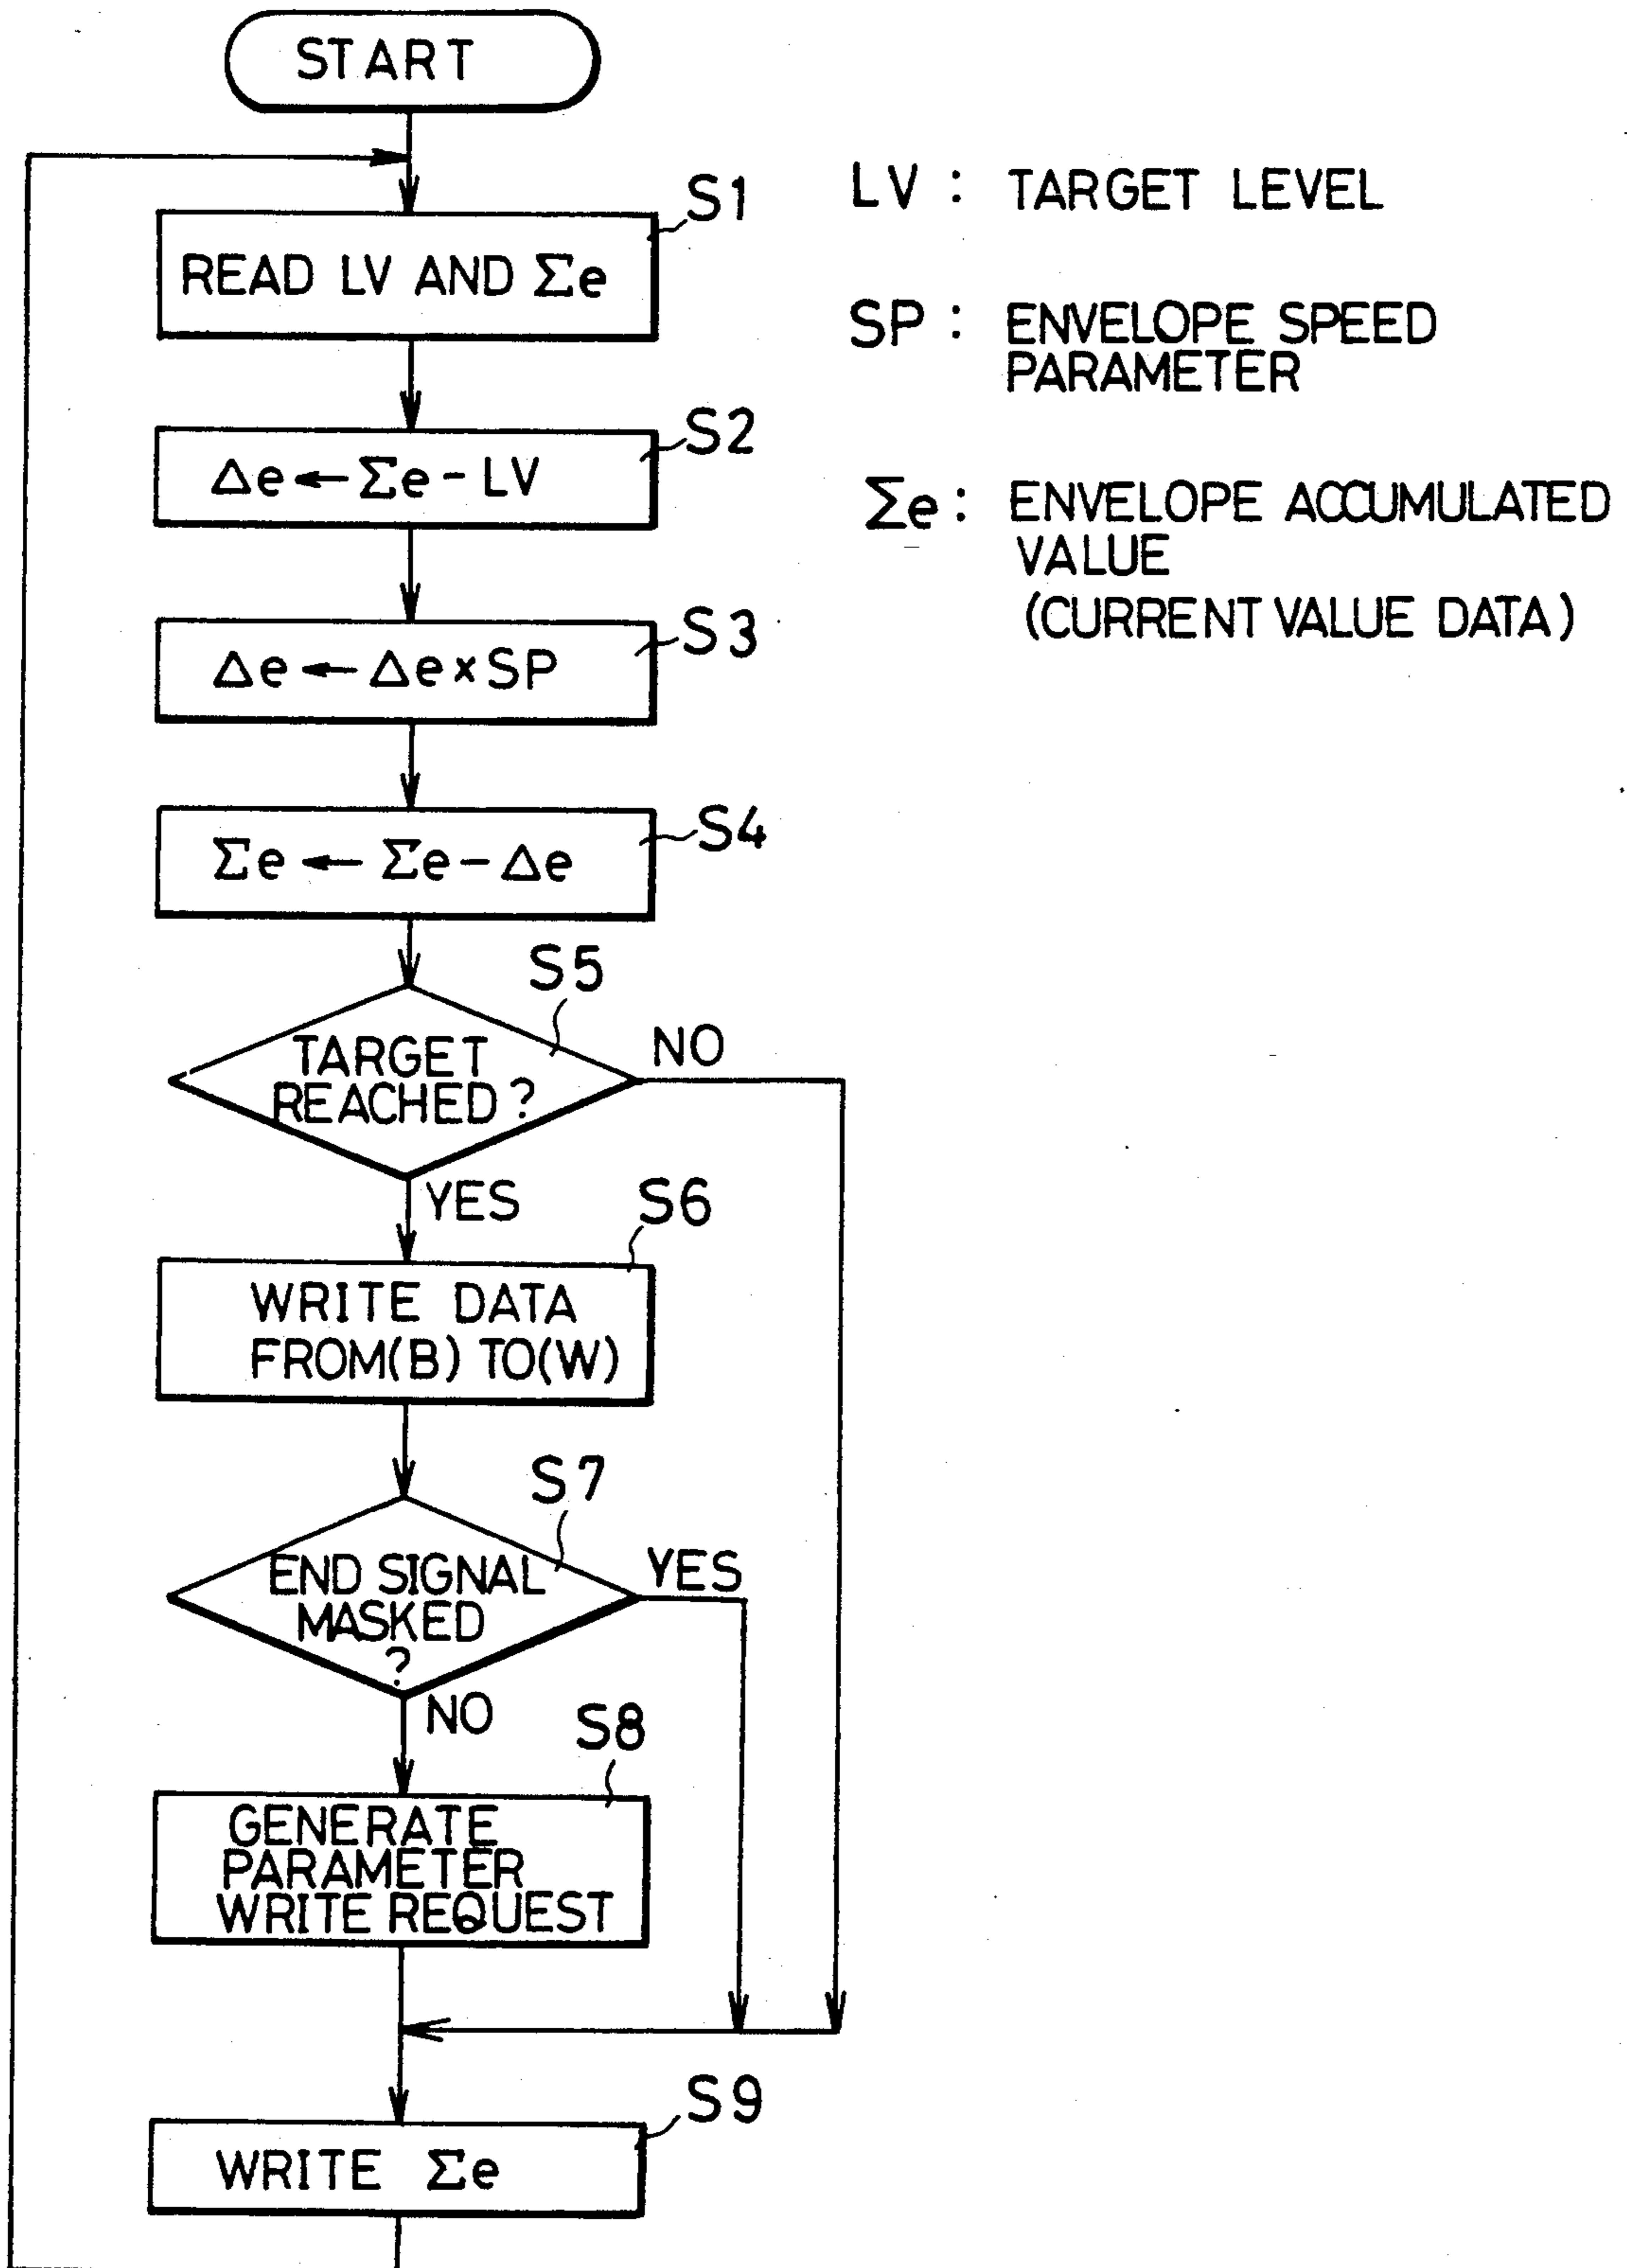 START
S1
READ LV AND Σe
S2
Δe ← Σe - LV
S3
Δe ← Δe × SP
S4
Σe ← Σe - Δe
S5
TARGET
REACHED ?
NO
YES
S6
WRITE DATA
FROM(B) TO(W)
S7
END SIGNAL
MASKED
?
YES
NO
S8
GENERATE
PARAMETER
WRITE REQUEST
S9
WRITE Σe
LV : TARGET LEVEL
SP : ENVELOPE SPEED
PARAMETER
Σe : ENVELOPE ACCUMULATED
VALUE
(CURRENT VALUE DATA)